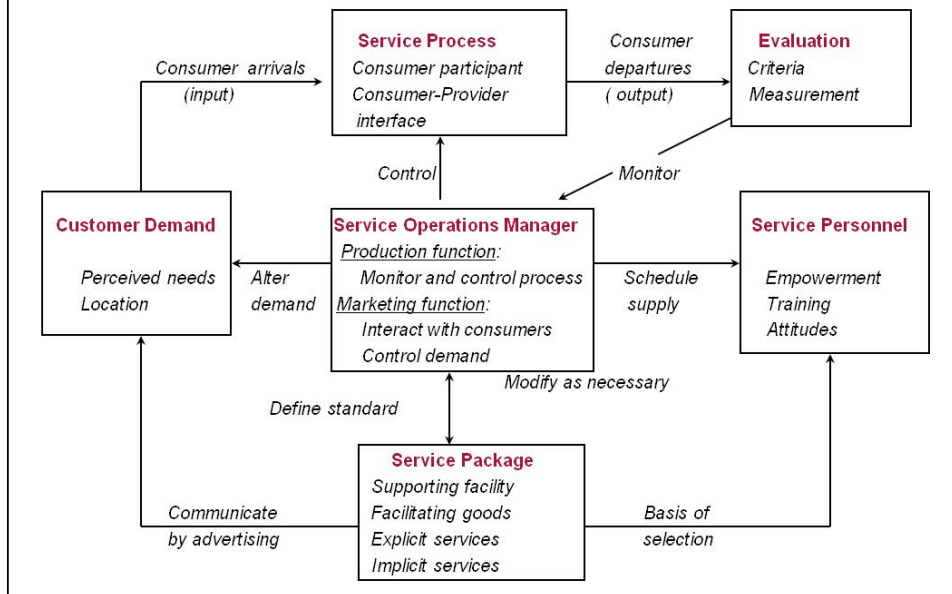 Service Process
Consumer participant
Consumer-Provider
interface
Consumer arrivals
(input)
Consumer
departures
( output)
Evaluation
Criteria
Measurement
Control
Monitor
Customer Demand
Perceived needs
Location
Alter
demand
Service Operations Manager
Production function:
Monitor and control process
Marketing function:
Interact with consumers
Control demand
Schedule
supply
Service Personnel
Empowerment
Training
Attitudes
Define standard
Modify as necessary
Service Package
Supporting facility
Facilitating goods
Explicit services
Implicit services
Communicate
by advertising
Basis of
selection